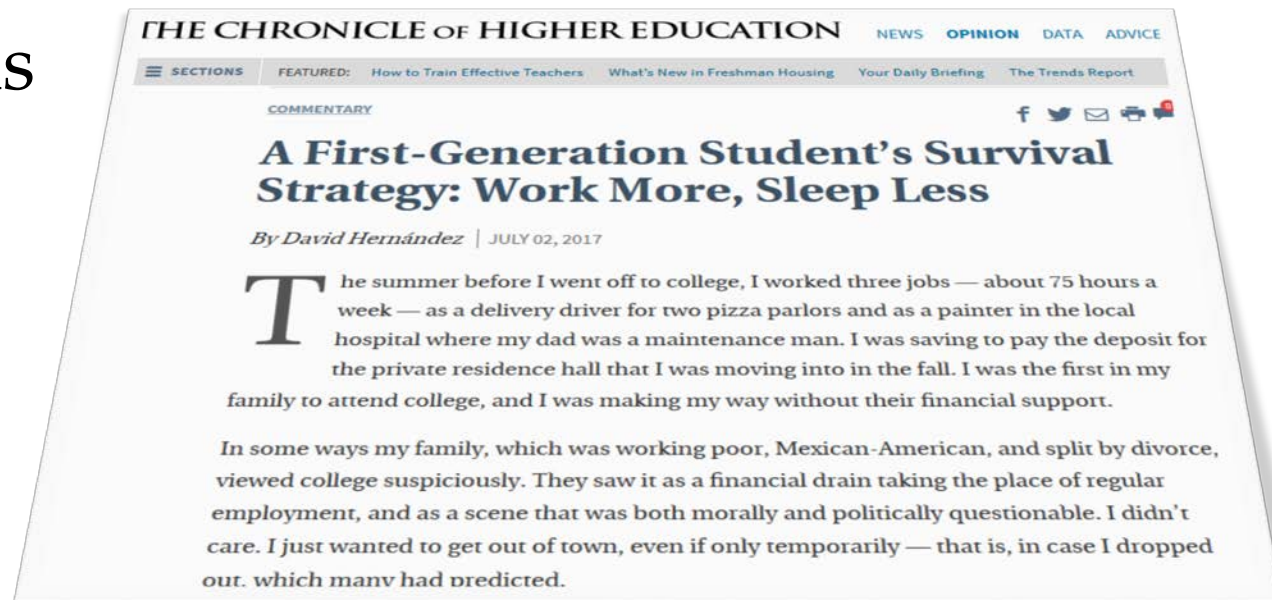 THE CHRONICLE OF HIGHER EDUCATION
NEWS OPINION DATA ADVICE
SECTIONS FEATURED: How to Train Effective Teachers What's New in Freshman Housing Your Daily Briefing The Trends Report
COMMENTARY
A First-Generation Student's Survival
Strategy: Work More, Sleep Less
By David Hernández | JULY 02, 2017
The summer before I went off to college, I worked three jobs — about 75 hours a
week — as a delivery driver for two pizza parlors and as a painter in the local
hospital where my dad was a maintenance man. I was saving to pay the deposit for
the private residence hall that I was moving into in the fall. I was the first in my
family to attend college, and I was making my way without their financial support.
In some ways my family, which was working poor, Mexican-American, and split by divorce,
viewed college suspiciously. They saw it as a financial drain taking the place of regular
employment, and as a scene that was both morally and politically questionable. I didn't
care. I just wanted to get out of town, even if only temporarily — that is, in case I dropped
out, which many had predicted.